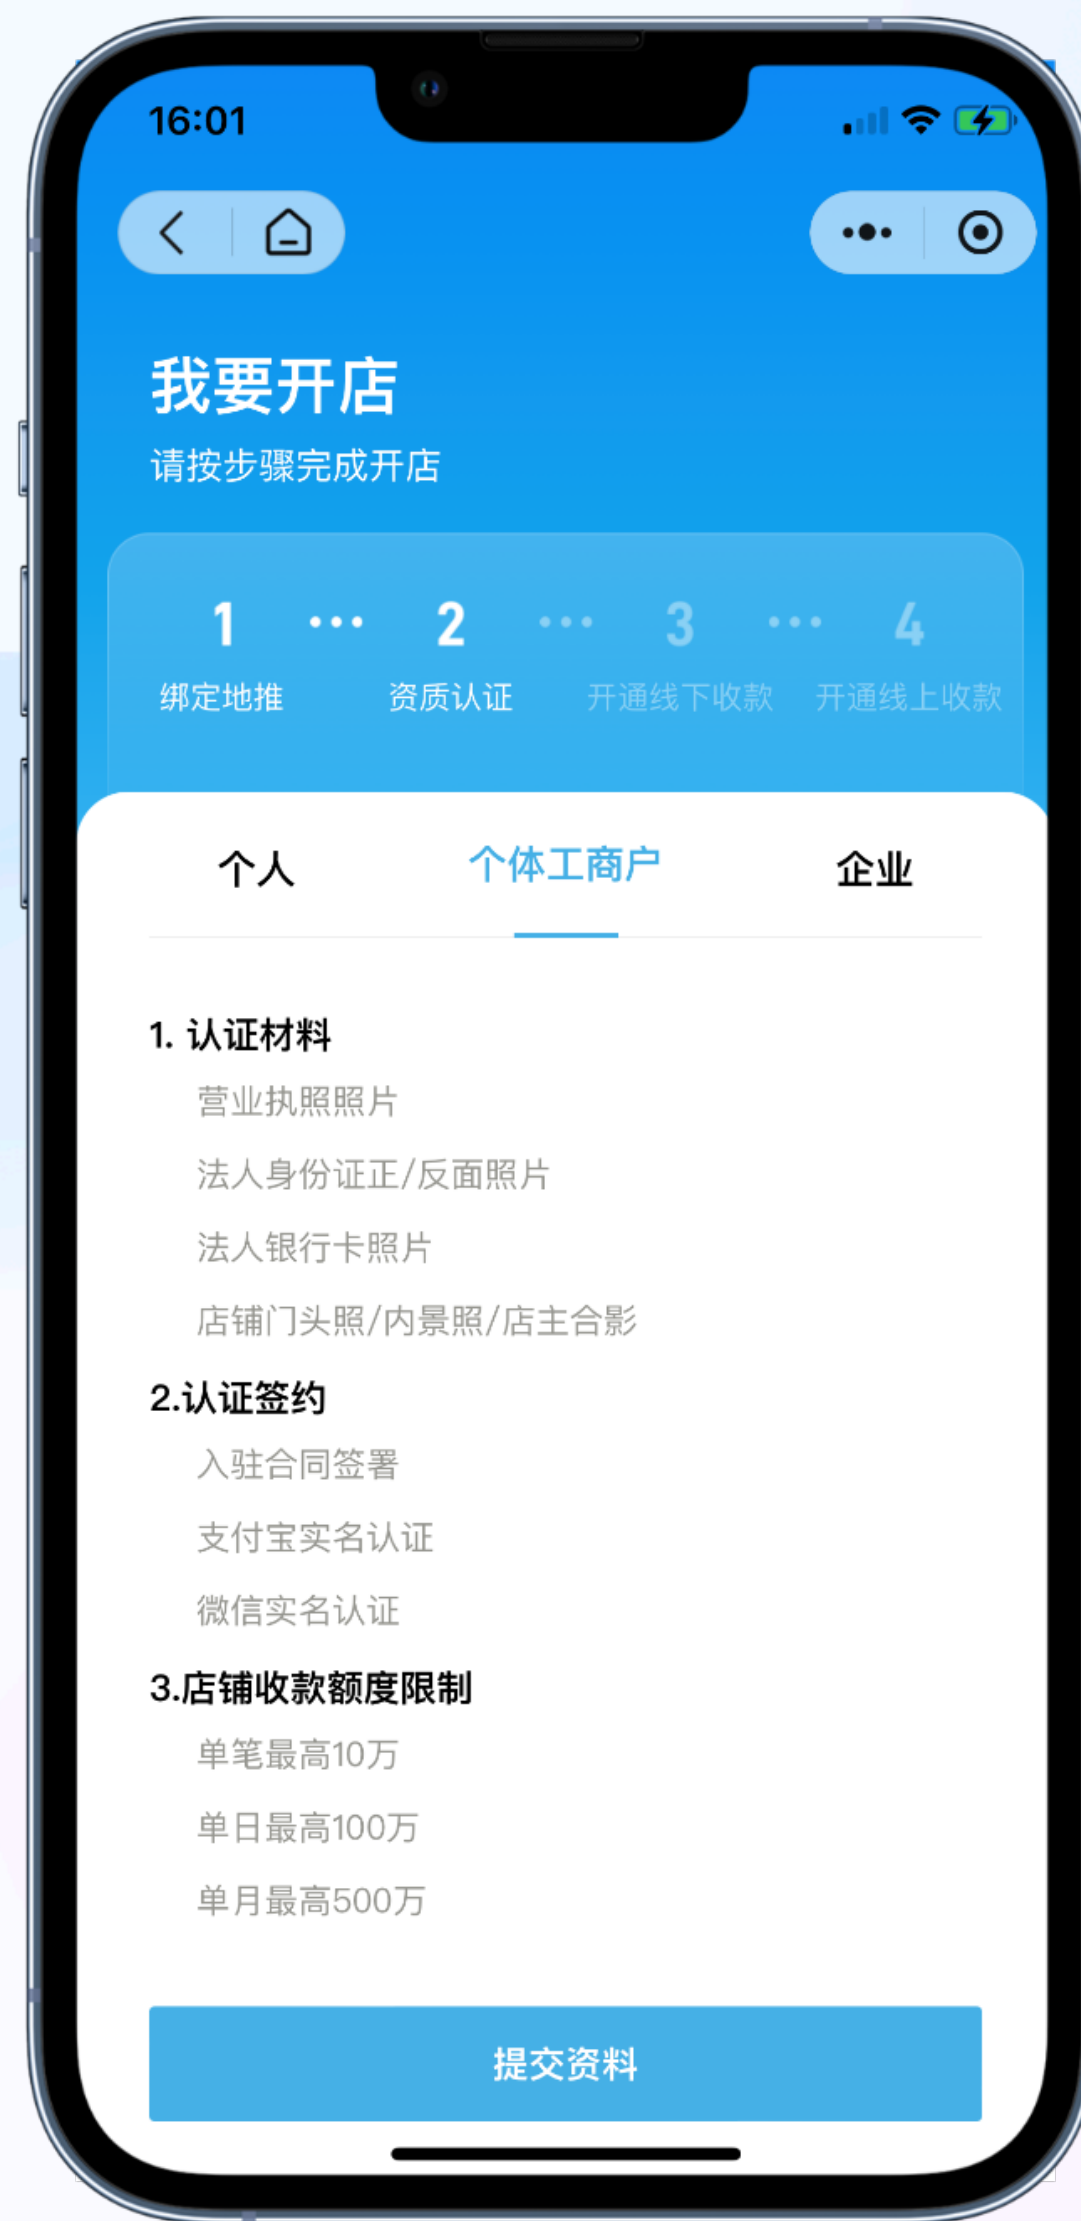 16:01
我要开店
请按步骤完成开店
1 ··· 2 ··· 3 ··· 4
绑定地推 资质认证 开通线下收款 开通线上收款
个人 个体工商户 企业
1. 认证材料
营业执照照片
法人身份证正/反面照片
法人银行卡照片
店铺门头照/内景照/店主合影
2.认证签约
入驻合同签署
支付宝实名认证
微信实名认证
3.店铺收款额度限制
单笔最高10万
单日最高100万
单月最高500万
提交资料